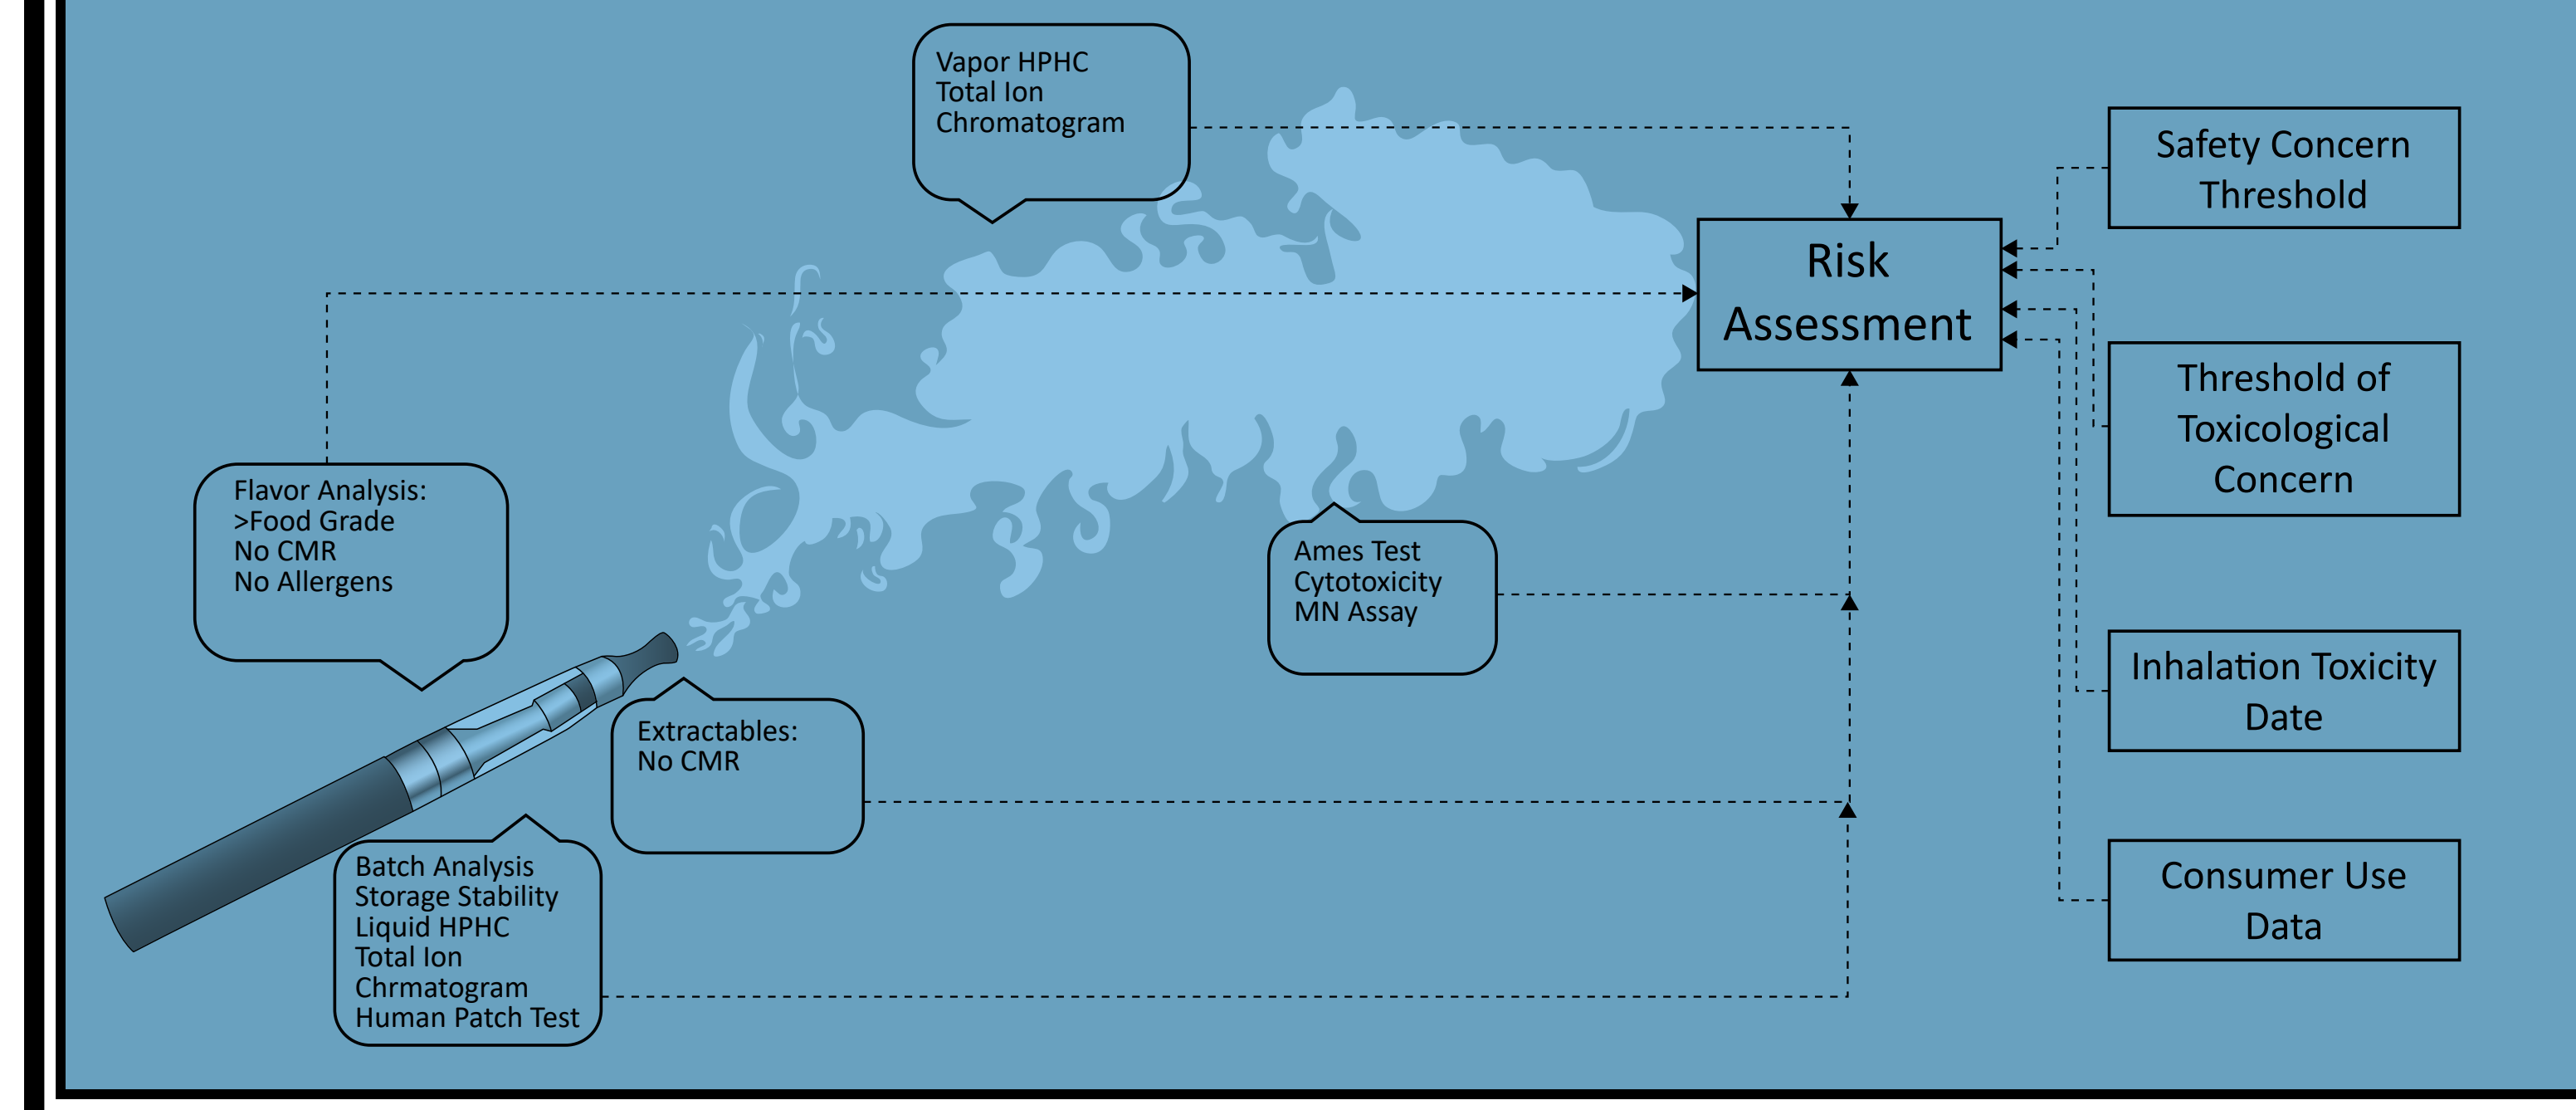 Vapor HPHC
Total Ion
Chromatogram
Safety Concern
Threshold
Risk
Assessment
Threshold of
Toxicological
Concern
Flavor Analysis:
>Food Grade
No CMR
No Allergens
Ames Test
Cytotoxicity
MN Assay
Inhalation Toxicity
Date
Extractables:
No CMR
Batch Analysis
Storage Stability
Liquid HPHC
Total Ion
Chrmatogram
Human Patch Test
Consumer Use
Data